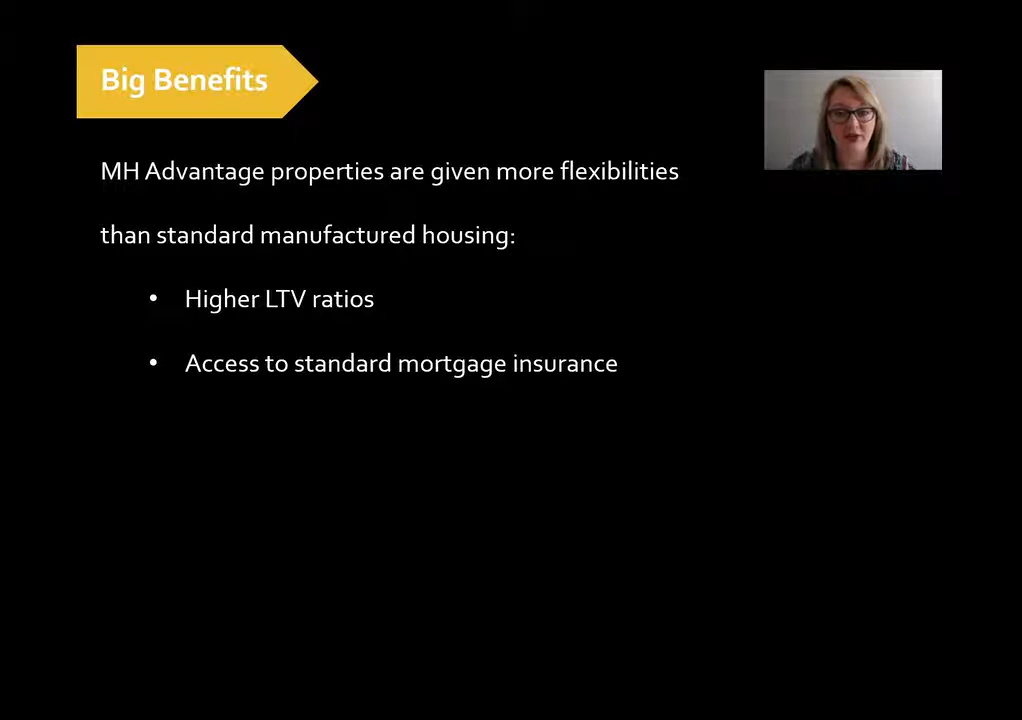 Big Benefits
MH Advantage properties are given more flexibilities
than standard manufactured housing:
• Higher LTV ratios
• Access to standard mortgage insurance